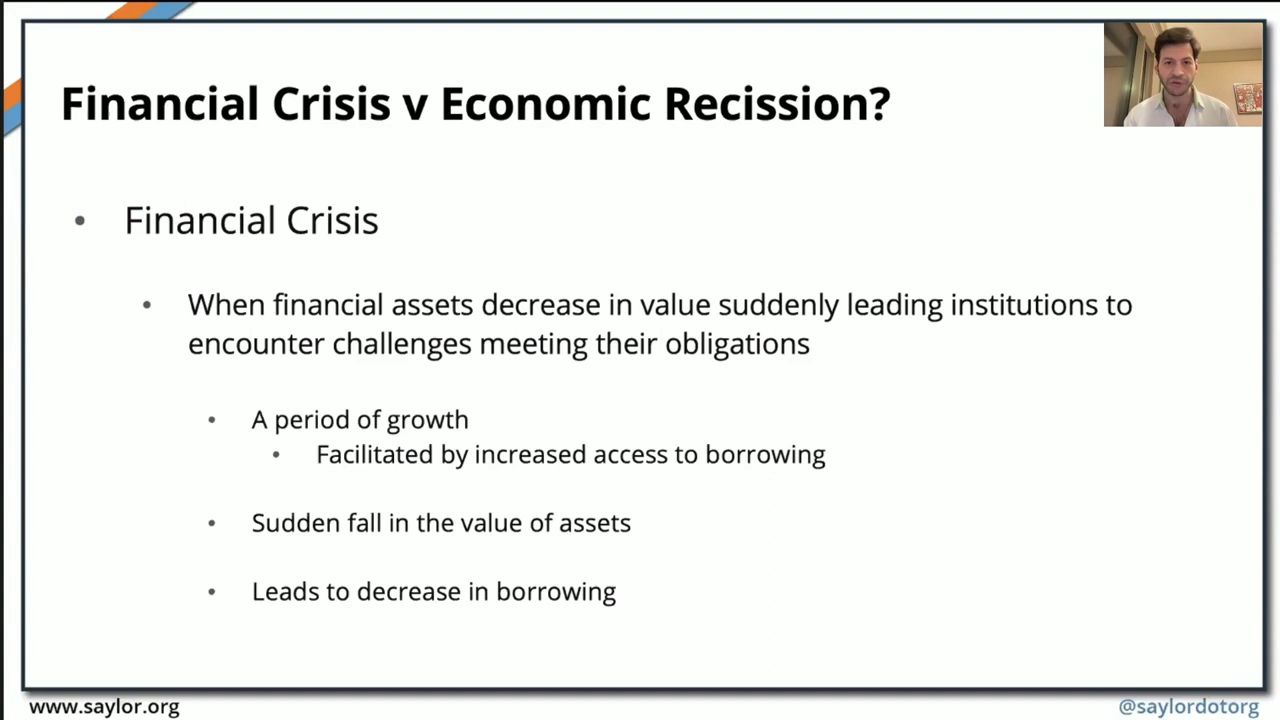 Financial Crisis v Economic Recission?
Financial Crisis
When financial assets decrease in value suddenly leading institutions to
encounter challenges meeting their obligations
A period of growth
Facilitated by increased access to borrowing
Sudden fall in the value of assets
Leads to decrease in borrowing
www.saylor.org
@saylordotorg